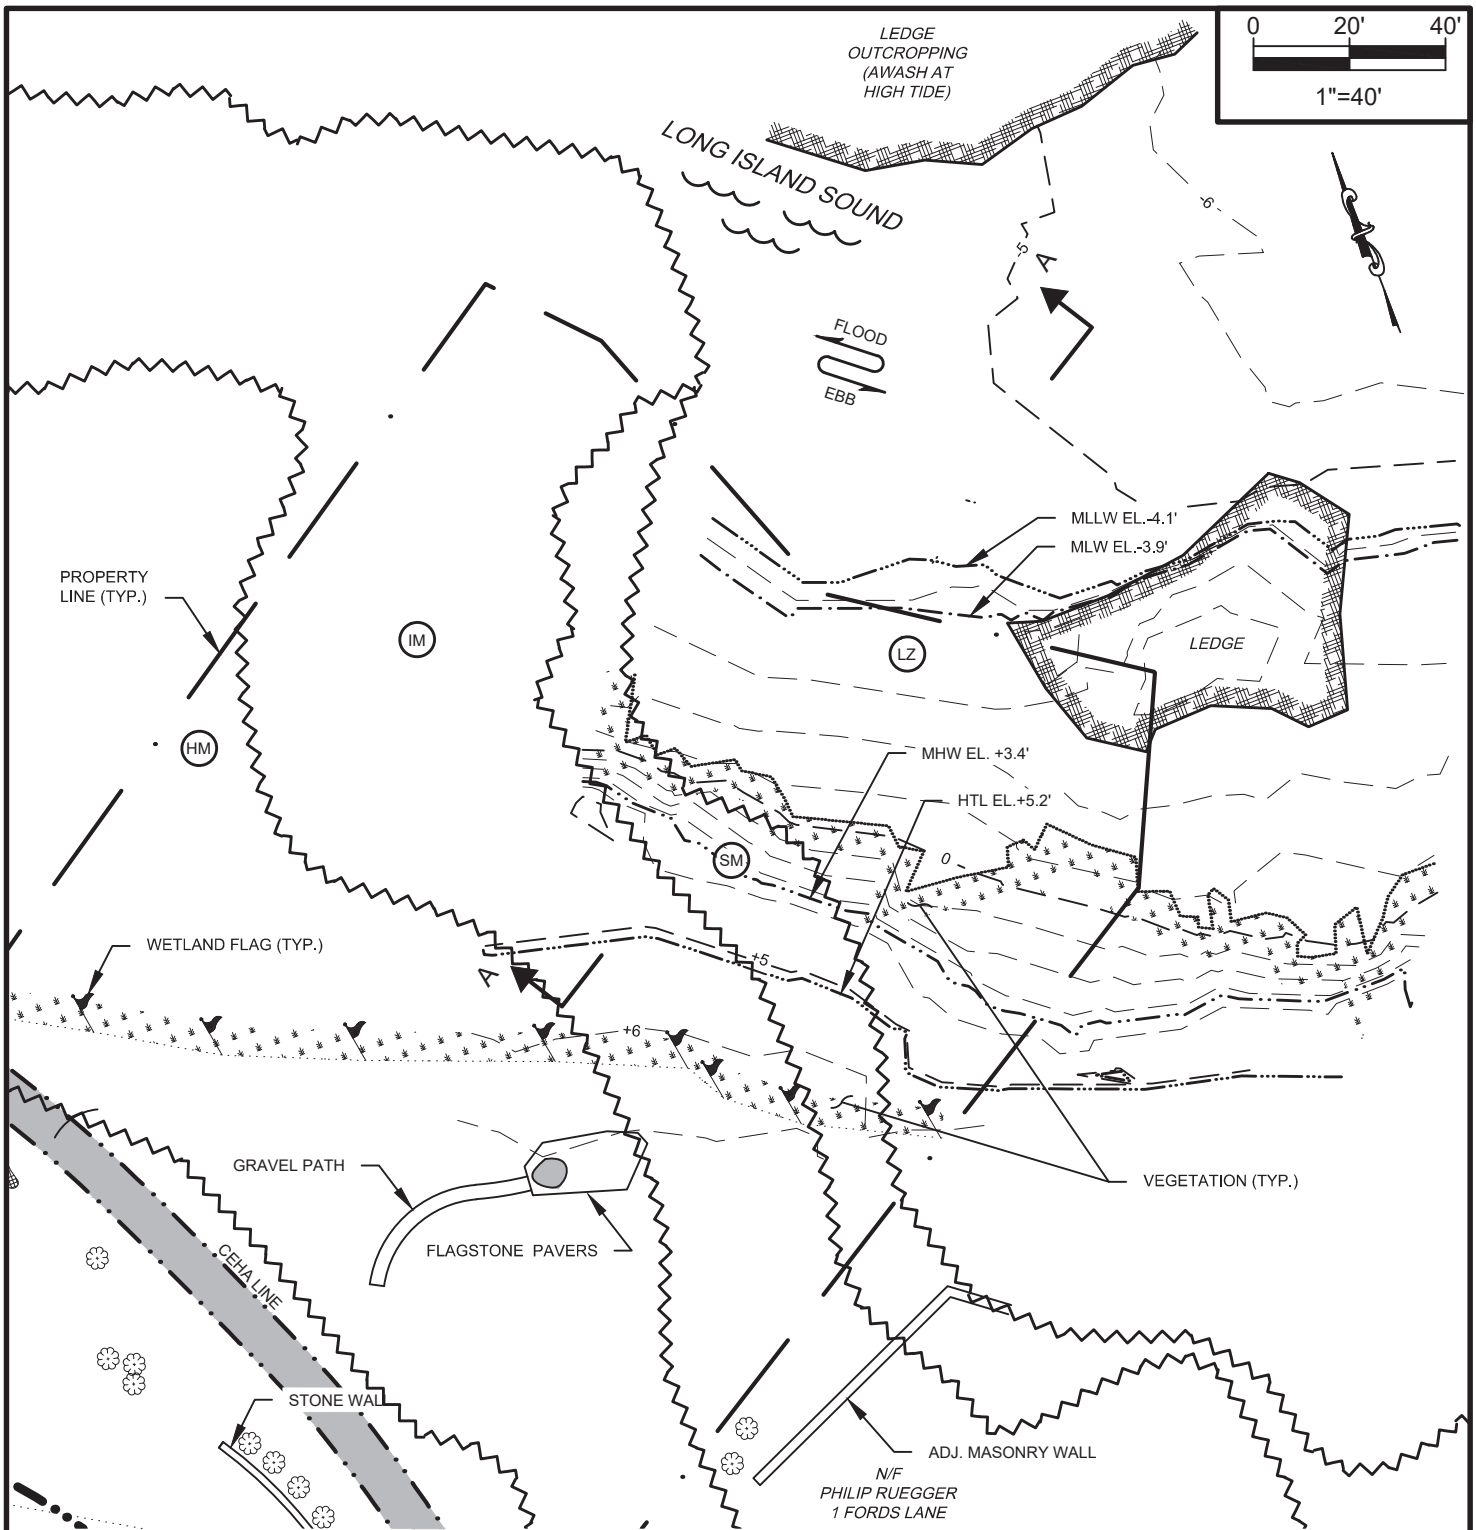 LEDGE
OUTCROPPING
(AWASH AT
HIGH TIDE)
0 20' 40'
1"=40'
LONG ISLAND SOUND
-6
-5
A
FLOOD
EBB
MLLW EL.-4.1'
MLW EL.-3.9'
PROPERTY
LINE (TYP.)
IM
LZ
LEDGE
HM
MHW EL. +3.4'
HTL EL.+5.2'
SM
0
WETLAND FLAG (TYP.)
+5
A
+6
GRAVEL PATH
VEGETATION (TYP.)
FLAGSTONE PAVERS
CEHA LINE
STONE WALL
ADJ. MASONRY WALL
N/F
PHILIP RUEGGER
1 FORDS LANE